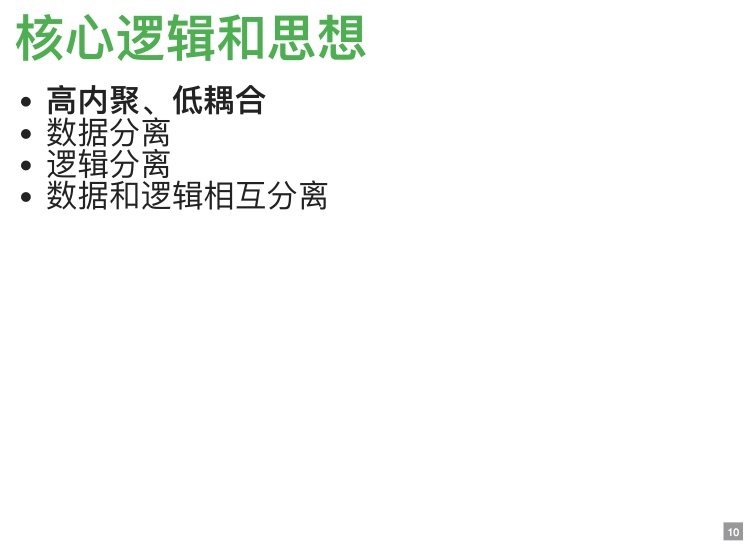 核心逻辑和思想
• 高内聚、低耦合
• 数据分离
• 逻辑分离
• 数据和逻辑相互分离
10